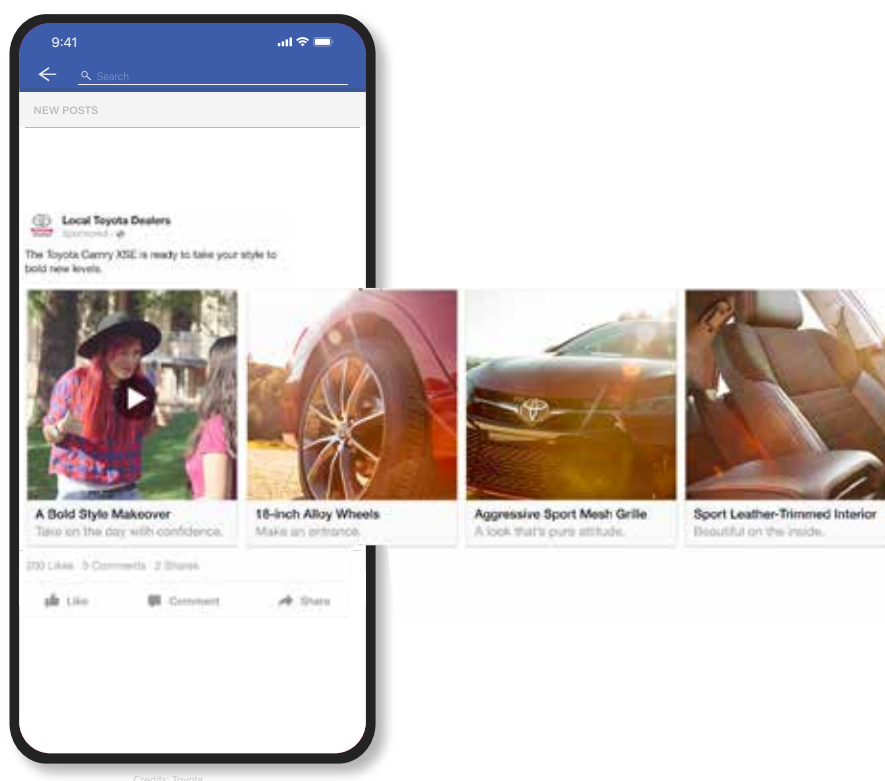 9:41
Search
NEW POSTS
Local Toyota Dealers
Sponsored ·
The Toyota Camry XSE is ready to take your style to
bold new levels.
A Bold Style Makeover
Take on the day with confidence.
18-inch Alloy Wheels
Make an entrance.
Aggressive Sport Mesh Grille
A look that's pure attitude.
Sport Leather-Trimmed Interior
Beautiful on the inside.
200 Likes 5 Comments 2 Shares
Like Comment Share
Credits: Toyota